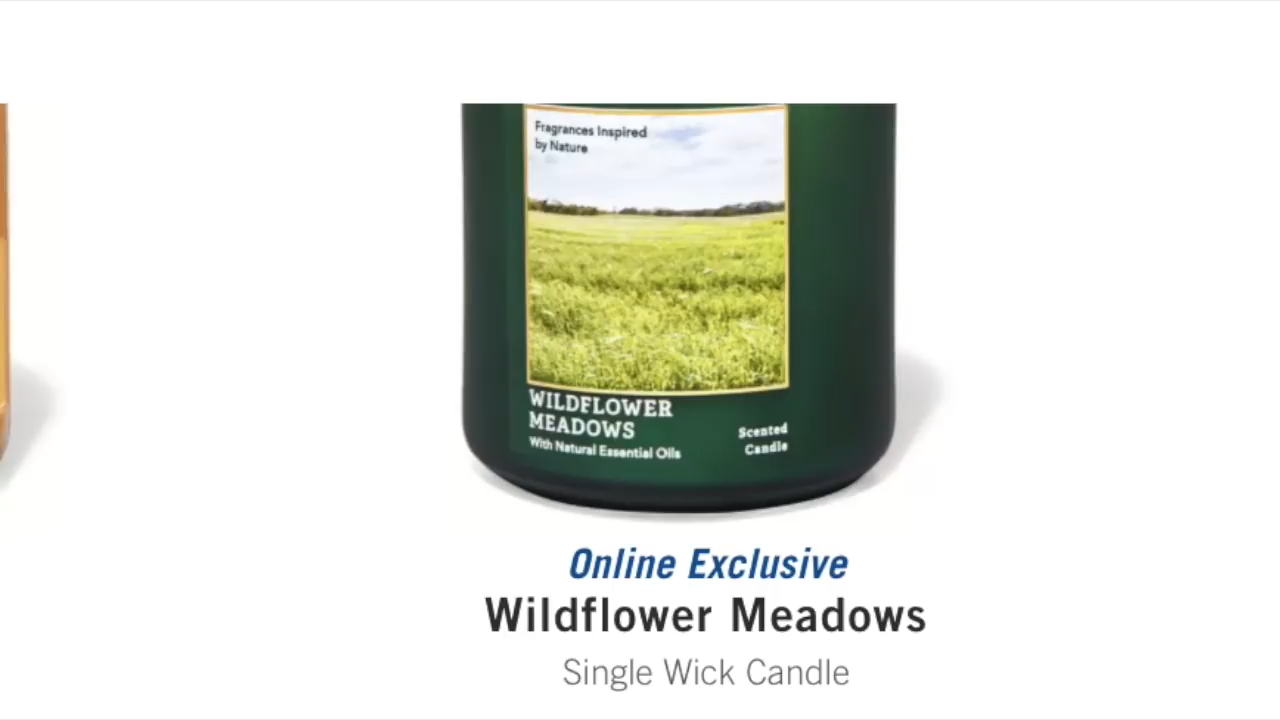 Fragrances Inspired
by Nature
WILDFLOWER
MEADOWS
With Natural Essential Oils
Scented
Candle
Online Exclusive
Wildflower Meadows
Single Wick Candle